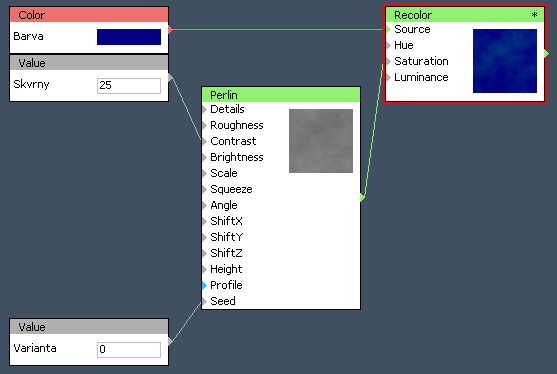 Color
Barva
Value
Skvrny 25
Perlin
Details
Roughness
Contrast
Brightness
Scale
Squeeze
Angle
ShiftX
ShiftY
ShiftZ
Height
Profile
Seed
Recolor *
Source
Hue
Saturation
Luminance
Value
Varianta 0